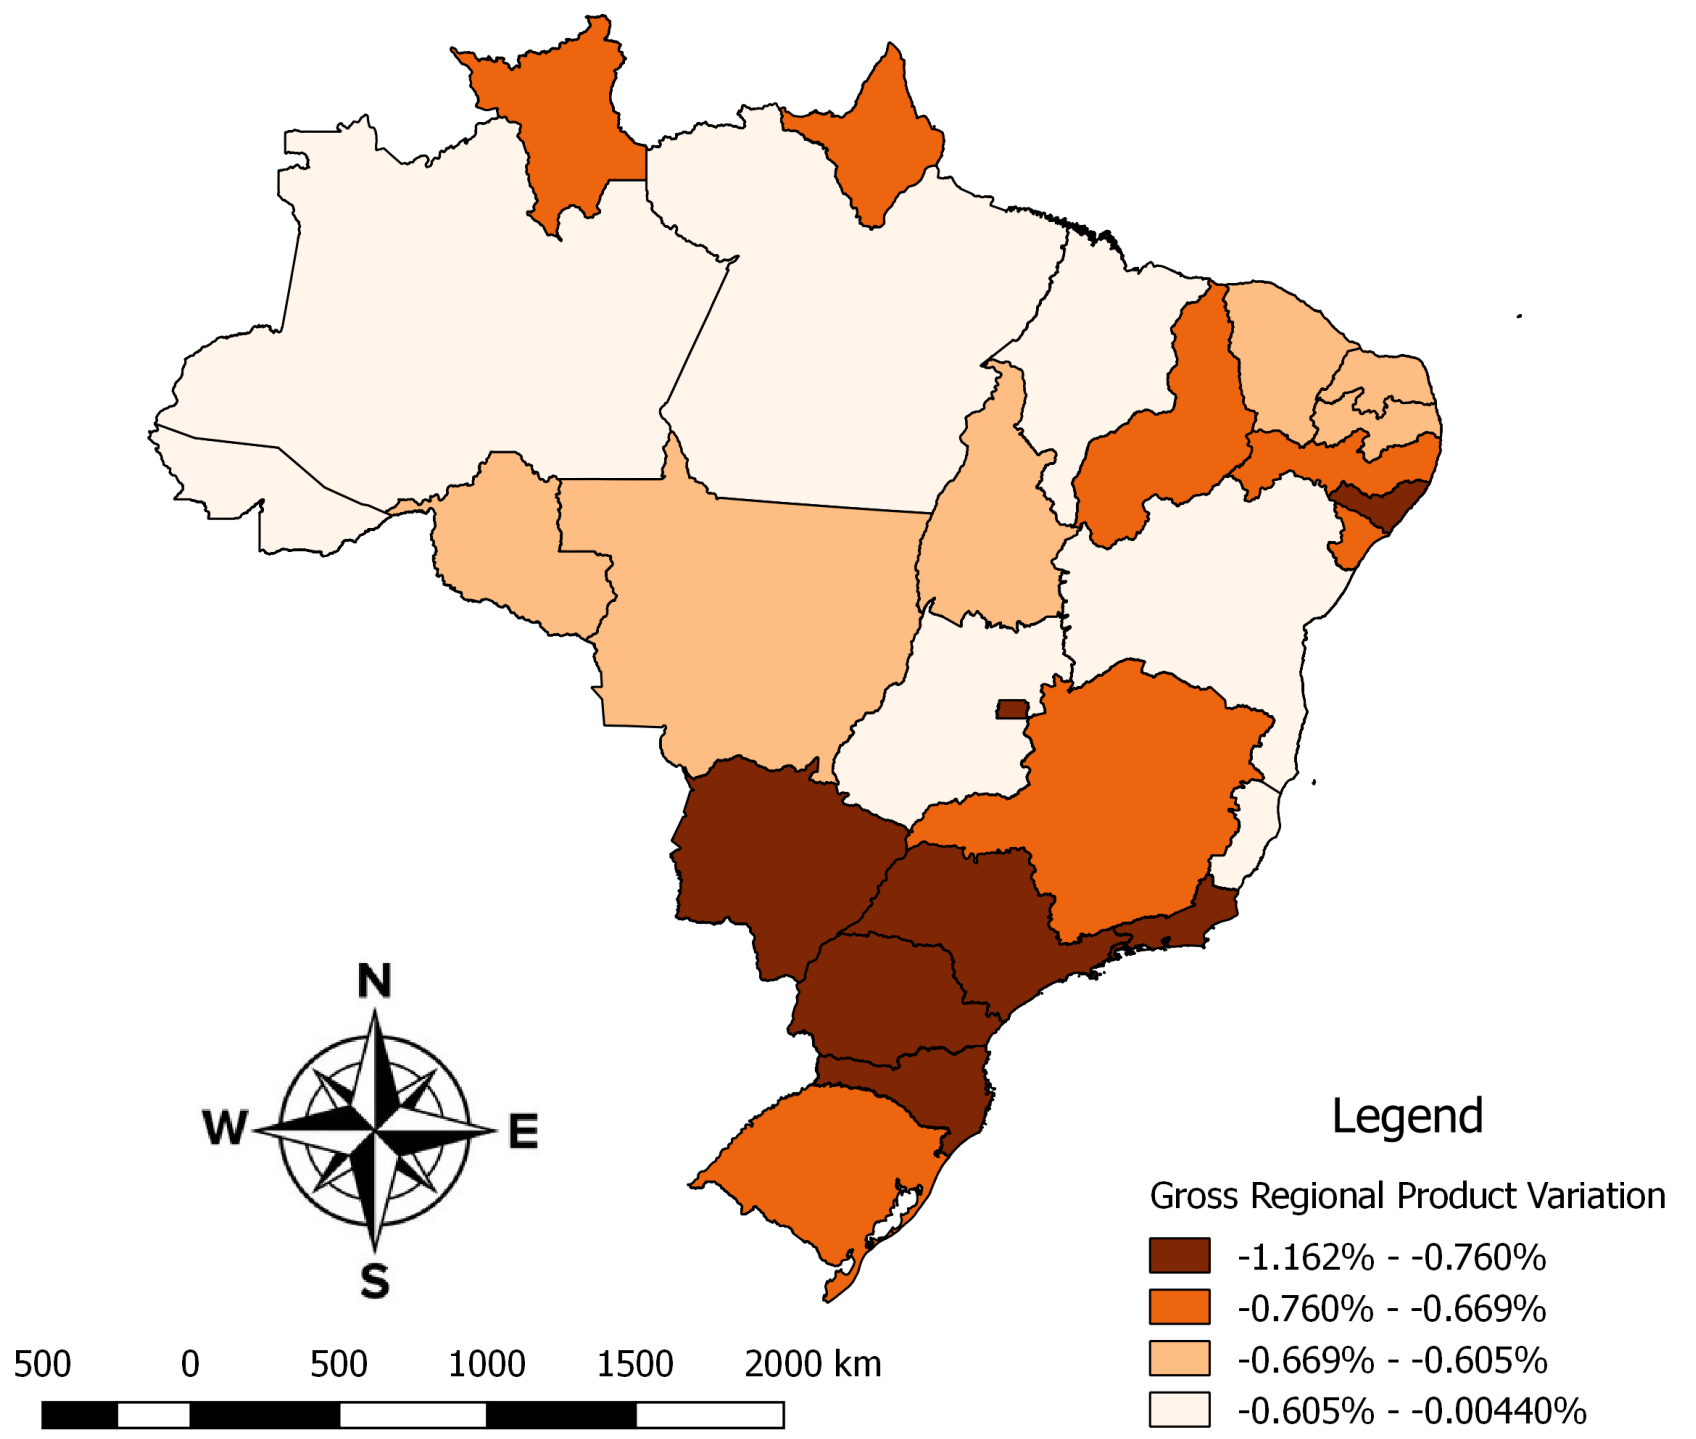 N
W E
S
500 0 500 1000 1500 2000 km
Legend
Gross Regional Product Variation
-1.162% - -0.760%
-0.760% - -0.669%
-0.669% - -0.605%
-0.605% - -0.00440%